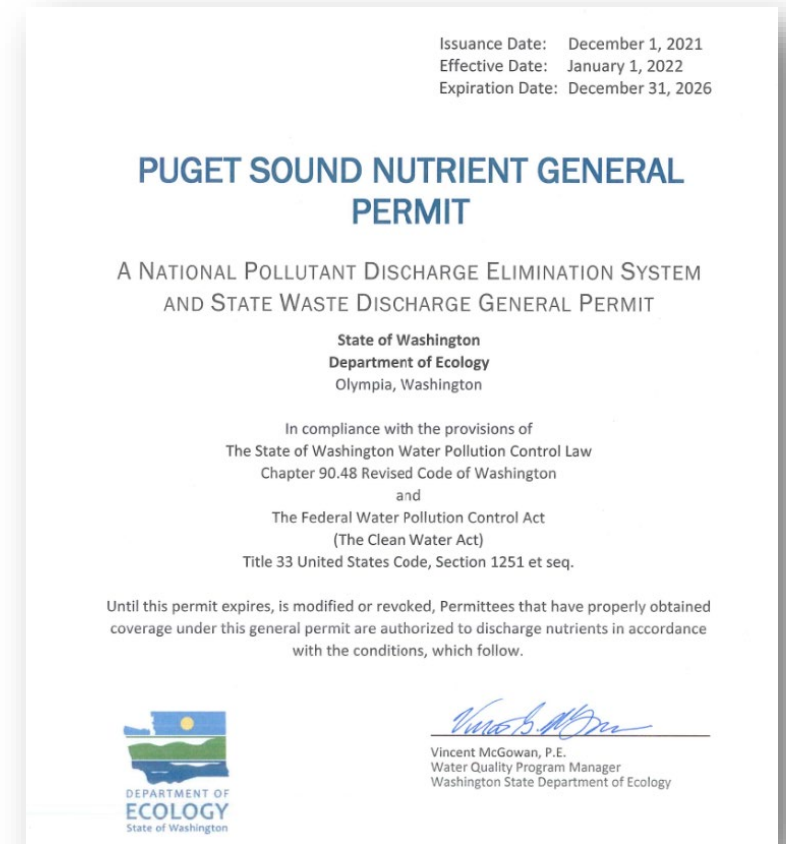 Issuance Date: December 1, 2021
Effective Date: January 1, 2022
Expiration Date: December 31, 2026
PUGET SOUND NUTRIENT GENERAL
PERMIT
A NATIONAL POLLUTANT DISCHARGE ELIMINATION SYSTEM
AND STATE WASTE DISCHARGE GENERAL PERMIT
State of Washington
Department of Ecology
Olympia, Washington
In compliance with the provisions of
The State of Washington Water Pollution Control Law
Chapter 90.48 Revised Code of Washington
and
The Federal Water Pollution Control Act
(The Clean Water Act)
Title 33 United States Code, Section 1251 et seq.
Until this permit expires, is modified or revoked, Permittees that have properly obtained
coverage under this general permit are authorized to discharge nutrients in accordance
with the conditions, which follow.
Vincent McGowan, P.E.
Water Quality Program Manager
Washington State Department of Ecology
DEPARTMENT OF
ECOLOGY
State of Washington